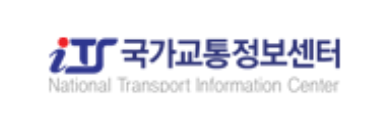 iTS 국가교통정보센터
National Transport Information Center